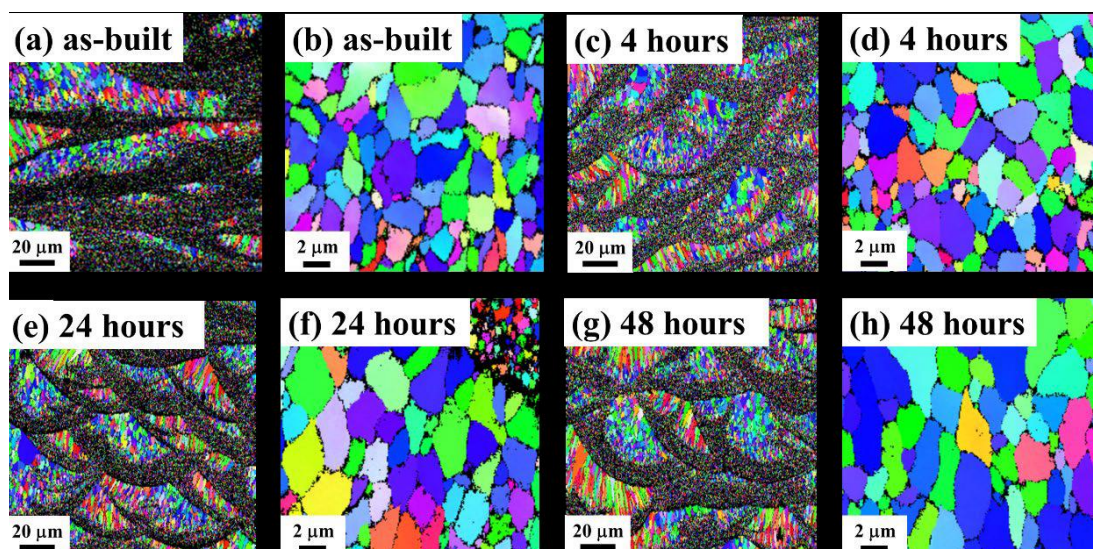 (a) as-built
(b) as-built
(c) 4 hours
(d) 4 hours
20 μm
2 μm
20 μm
2 μm
(e) 24 hours
(f) 24 hours
(g) 48 hours
(h) 48 hours
20 μm
2 μm
20 μm
2 μm